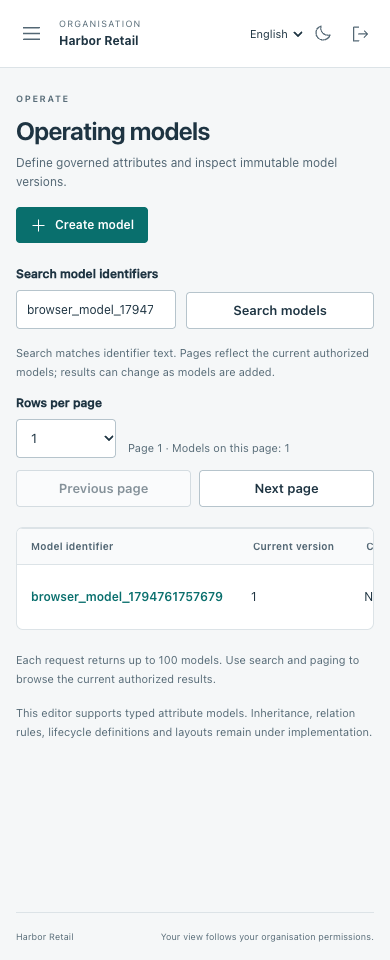 ORGANISATION
Harbor Retail
English
OPERATE
Operating models
Define governed attributes and inspect immutable model
versions.
Create model
Search model identifiers
browser_model_17947
Search models
Search matches identifier text. Pages reflect the current authorized
models; results can change as models are added.
Rows per page
1
Page 1 · Models on this page: 1
Previous page
Next page
Model identifier
Current version
C
browser_model_1794761757679
1
N
Each request returns up to 100 models. Use search and paging to
browse the current authorized results.
This editor supports typed attribute models. Inheritance, relation
rules, lifecycle definitions and layouts remain under implementation.
Harbor Retail
Your view follows your organisation permissions.